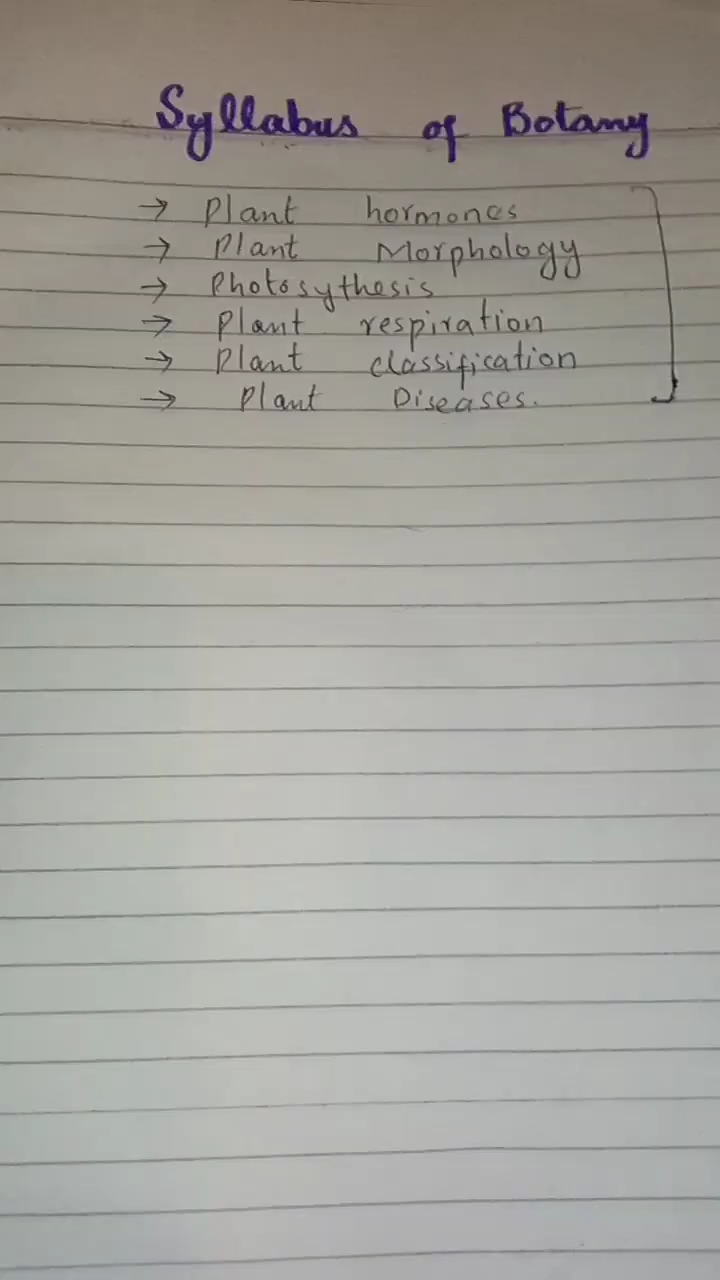 Syllabus of Botany
→ Plant hormones
→ Plant Morphology
→ Photosythesis
→ Plant respiration
→ Plant classification
→ Plant Diseases.